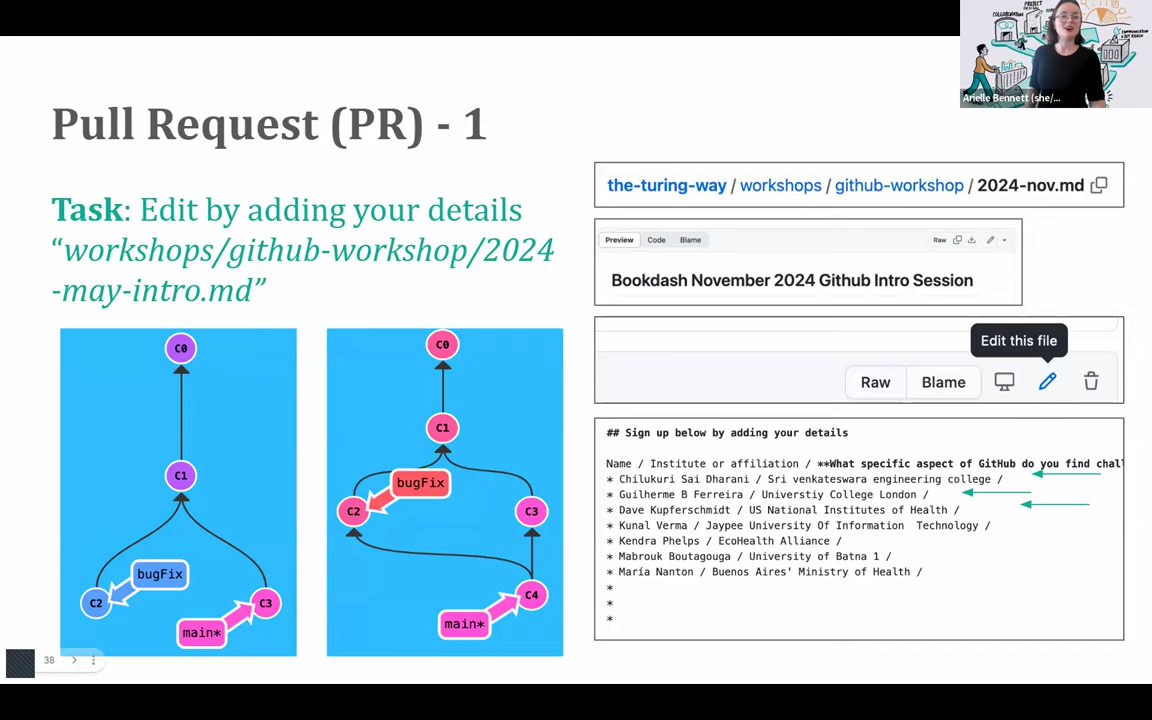 COLLABORATION
PROJECT
DESIGN
COMMUNICATION
Arielle Bennett (she/...
Pull Request (PR) - 1
Task: Edit by adding your details
“workshops/github-workshop/2024
-may-intro.md”
C0
C1
bugFix
C2
C3
main*
C0
C1
bugFix
C2
C3
C4
main*
the-turing-way / workshops / github-workshop / 2024-nov.md
Preview Code Blame Raw
Bookdash November 2024 Github Intro Session
Edit this file
Raw Blame
## Sign up below by adding your details
Name / Institute or affiliation / **What specific aspect of GitHub do you find chal
* Chilukuri Sai Dharani / Sri venkateswara engineering college /
* Guilherme B Ferreira / Universtiy College London /
* Dave Kupferschmidt / US National Institutes of Health /
* Kunal Verma / Jaypee University Of Information Technology /
* Kendra Phelps / EcoHealth Alliance /
* Mabrouk Boutagouga / University of Batna 1 /
* María Nanton / Buenos Aires' Ministry of Health /
*
*
*
38